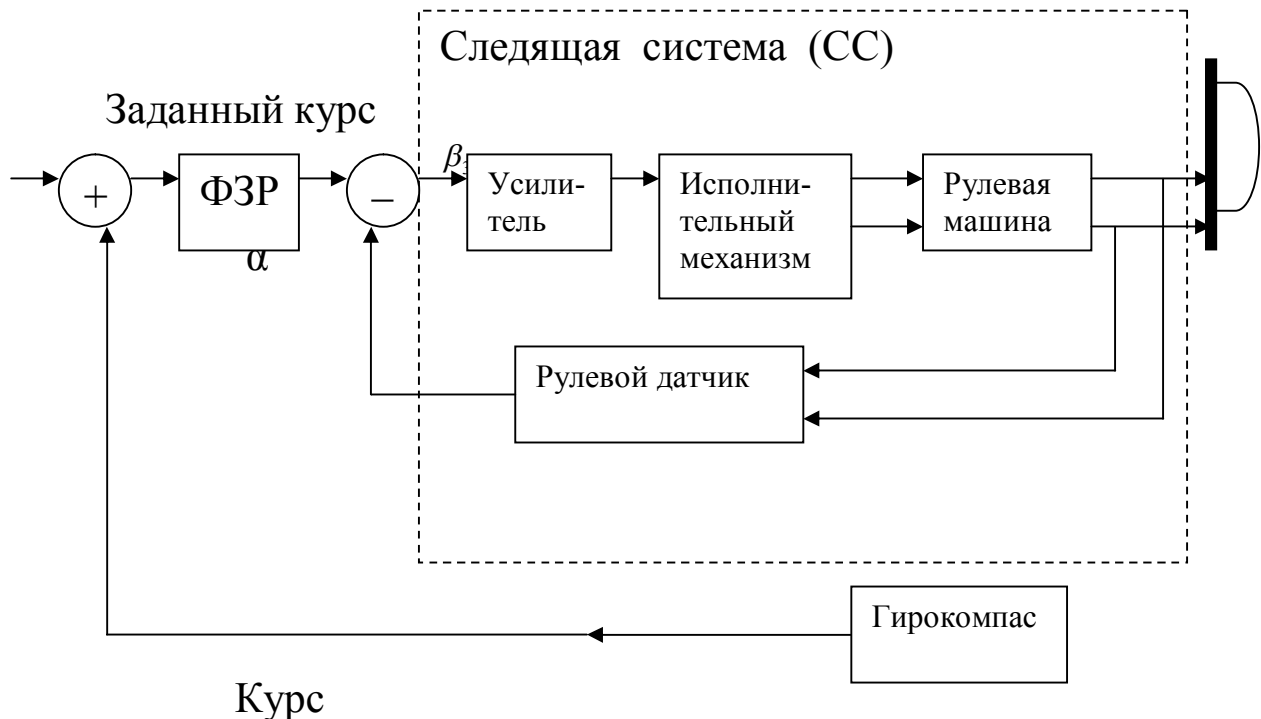 Следящая система (СС)
Заданный курс
+
ФЗР
α
−
β
Усили-
тель
Исполни-
тельный
механизм
Рулевая
машина
Рулевой датчик
Гирокомпас
Курс